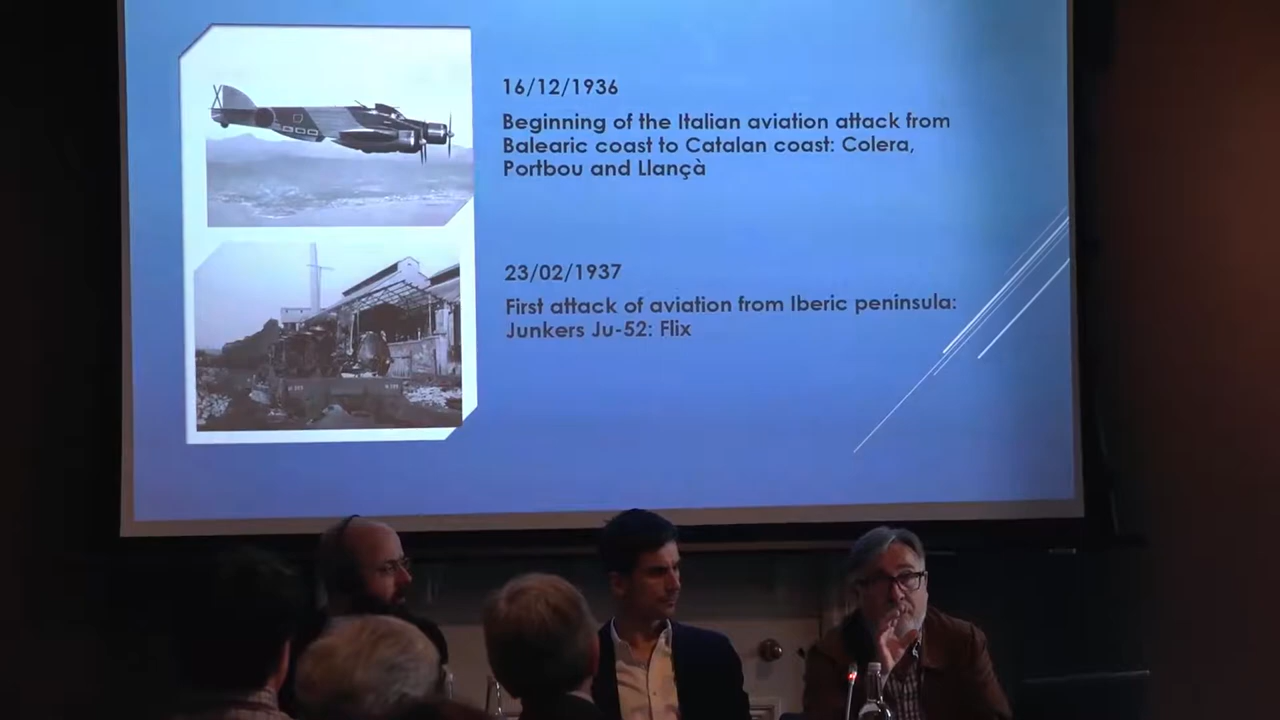 16/12/1936
Beginning of the Italian aviation attack from
Balearic coast to Catalan coast: Colera,
Portbou and Llançà
23/02/1937
First attack of aviation from Iberic peninsula:
Junkers Ju-52: Flix